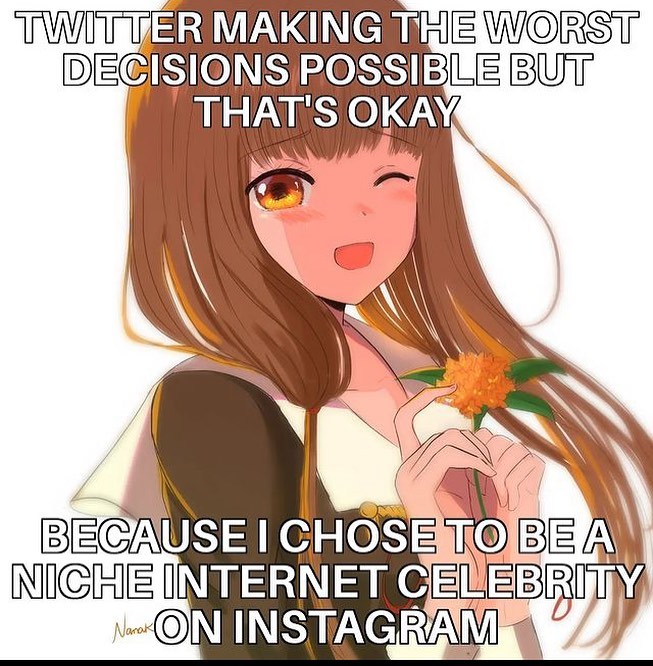 TWITTER MAKING THE WORST
DECISIONS POSSIBLE BUT
THAT'S OKAY
BECAUSE I CHOSE TO BE A
NICHE INTERNET CELEBRITY
ON INSTAGRAM